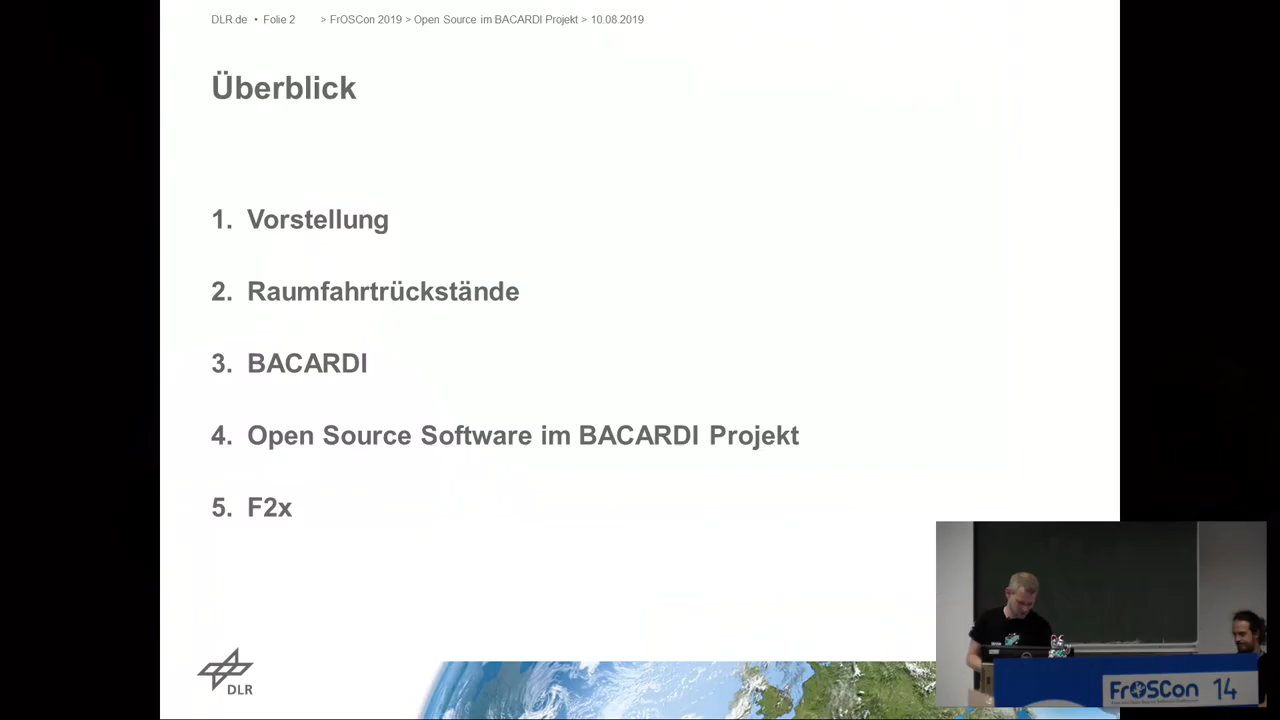 DLR.de • Folie 2 > FrOSCon 2019 > Open Source im BACARDI Projekt > 10.08.2019
Überblick
1. Vorstellung
2. Raumfahrtrückstände
3. BACARDI
4. Open Source Software im BACARDI Projekt
5. F2x
DLR
FrOSCon 14